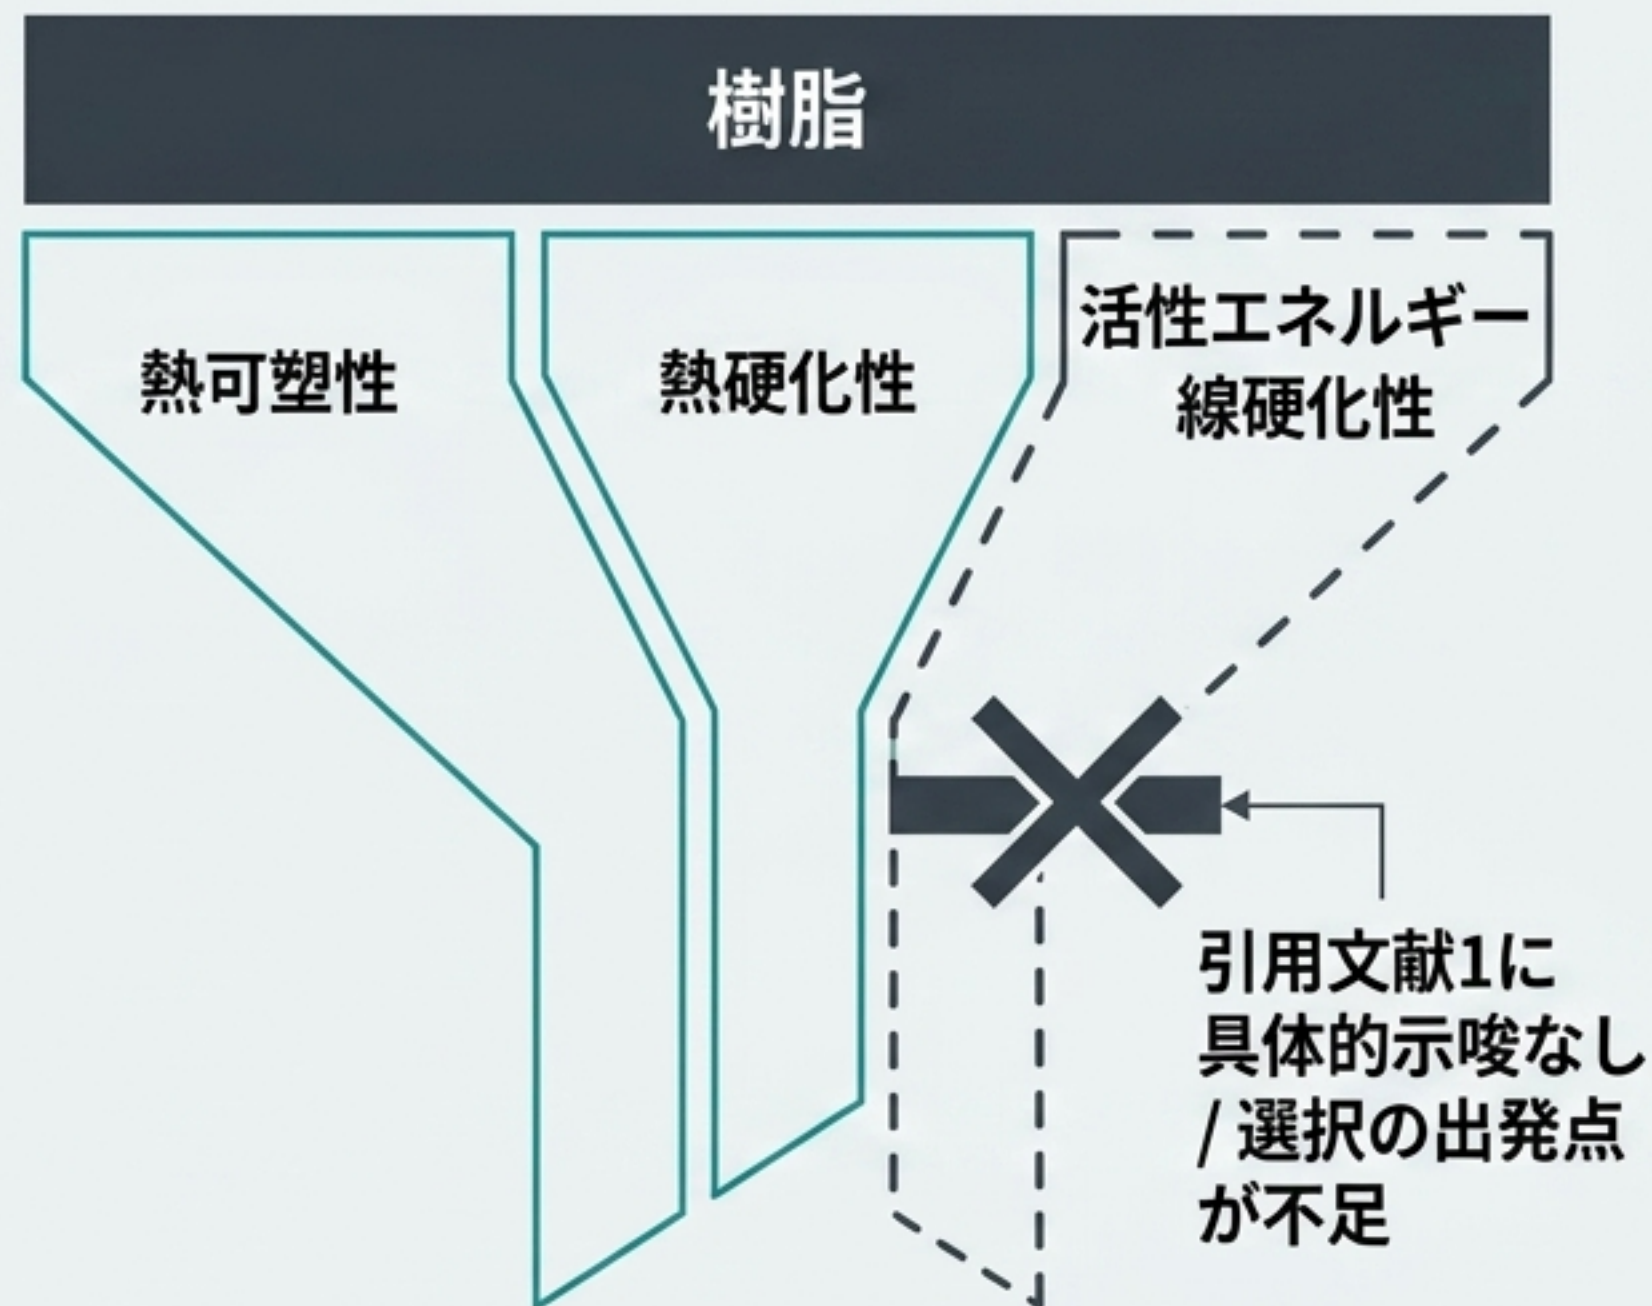 樹脂
熱可塑性
熱硬化性
活性エネルギー
線硬化性
引用文献1に
具体的示唆なし
/ 選択の出発点
が不足